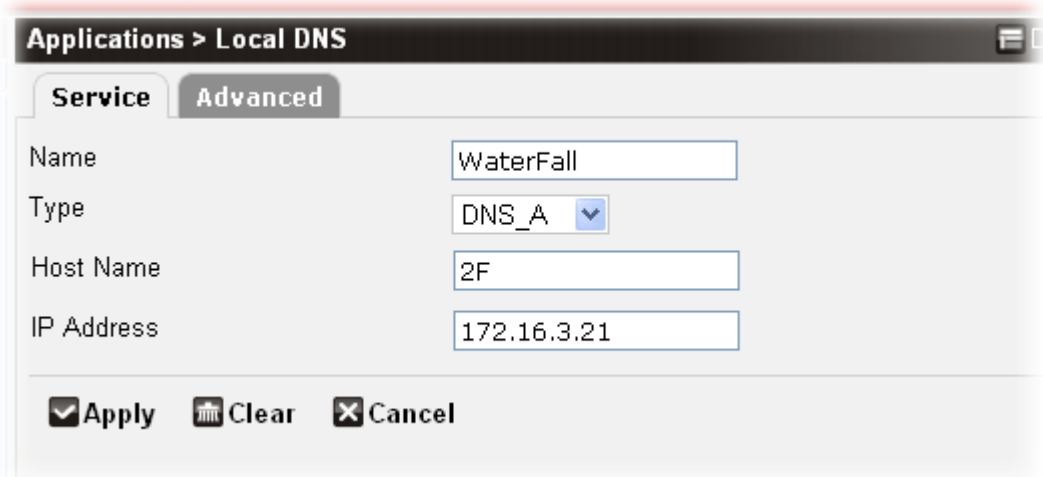 Applications > Local DNS
Service Advanced
Name WaterFall
Type DNS_A
Host Name 2F
IP Address 172.16.3.21
Apply Clear Cancel